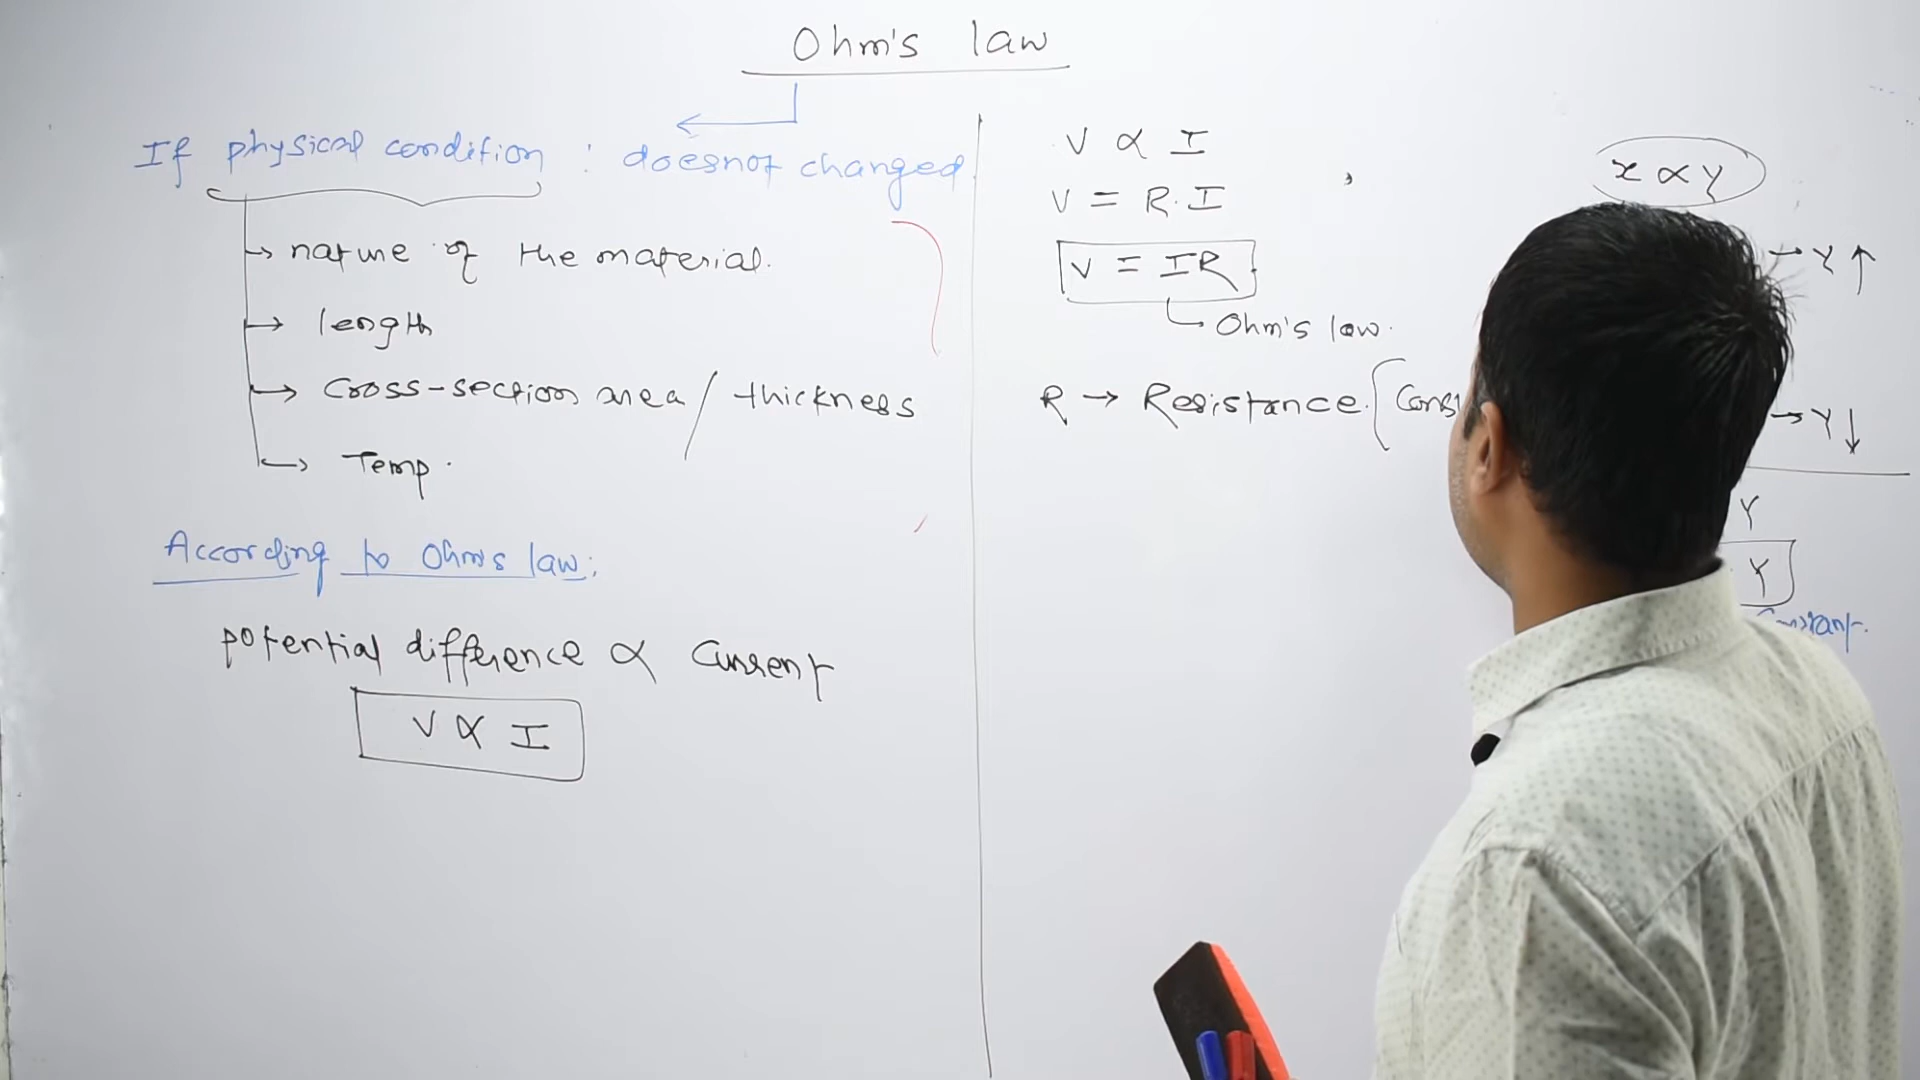 Ohm's law
If physical condition : doesnot changed
→ nature of the material.
→ length
→ Cross-section area / thickness
→ Temp.
According to Ohm's law:
potential difference ∝ Current
V ∝ I
V ∝ I
V = R.I
V = IR
Ohm's law.
R → Resistance. (
x ∝ Y
→ Y ↑
→ Y ↓
Y
Y
Constant.